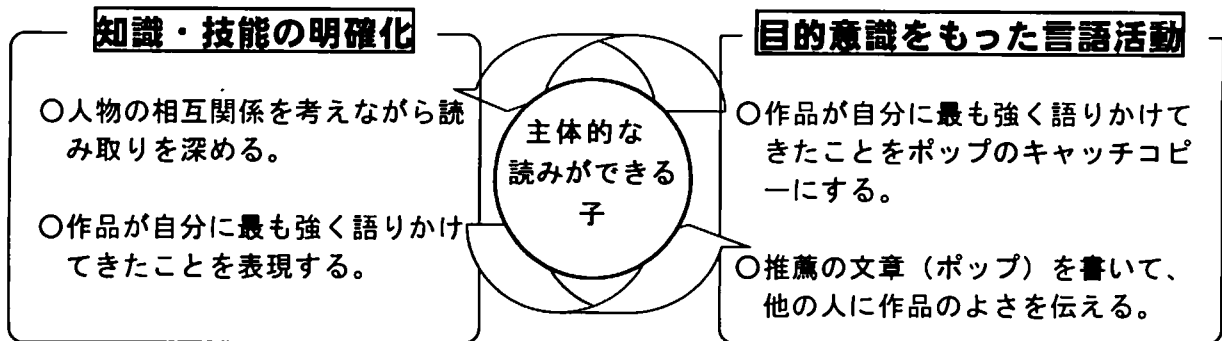 知識・技能の明確化
○人物の相互関係を考えながら読
み取りを深める。
○作品が自分に最も強く語りかけ
てきたことを表現する。
主体的な
読みができる
子
目的意識をもった言語活動
○作品が自分に最も強く語りかけて
きたことをポップのキャッチコピ
ーにする。
○推薦の文章（ポップ）を書いて、
他の人に作品のよさを伝える。